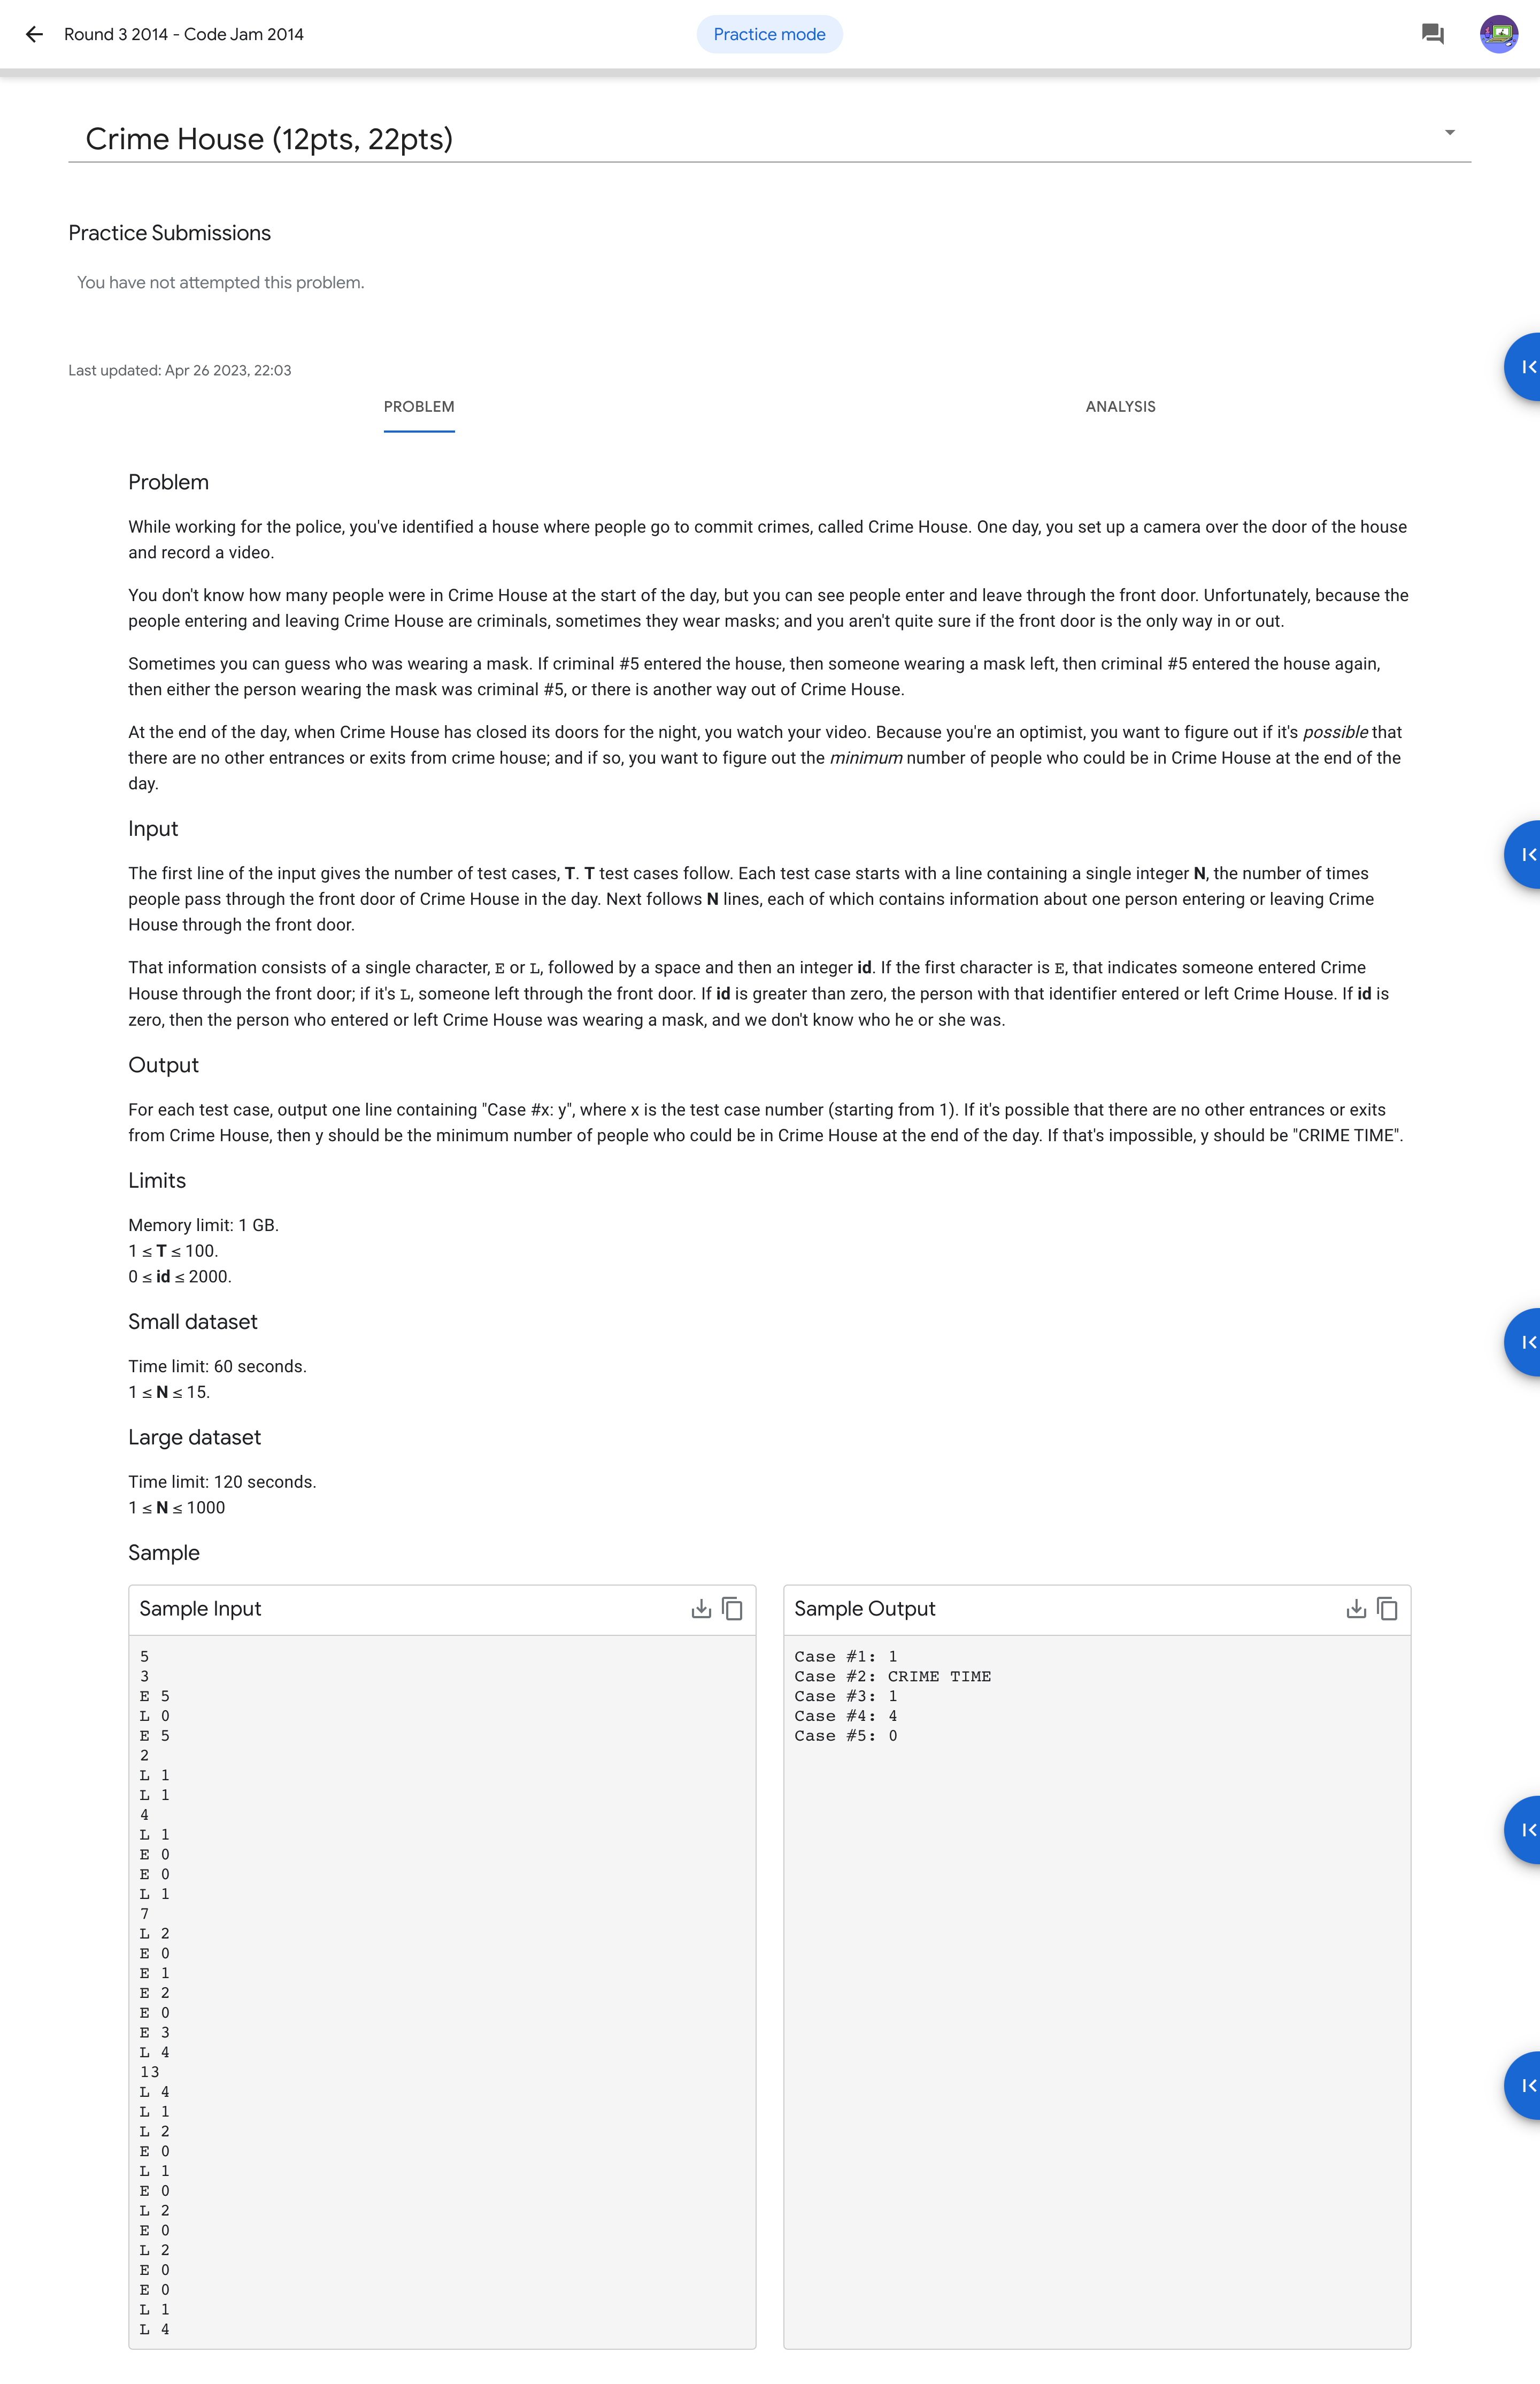 Round 3 2014 - Code Jam 2014
Practice mode
Crime House (12pts, 22pts)
Practice Submissions
You have not attempted this problem.
Last updated: Apr 26 2023, 22:03
PROBLEM
ANALYSIS
Problem
While working for the police, you've identified a house where people go to commit crimes, called Crime House. One day, you set up a camera over the door of the house
and record a video.
You don't know how many people were in Crime House at the start of the day, but you can see people enter and leave through the front door. Unfortunately, because the
people entering and leaving Crime House are criminals, sometimes they wear masks; and you aren't quite sure if the front door is the only way in or out.
Sometimes you can guess who was wearing a mask. If criminal #5 entered the house, then someone wearing a mask left, then criminal #5 entered the house again,
then either the person wearing the mask was criminal #5, or there is another way out of Crime House.
At the end of the day, when Crime House has closed its doors for the night, you watch your video. Because you're an optimist, you want to figure out if it's possible that
there are no other entrances or exits from crime house; and if so, you want to figure out the minimum number of people who could be in Crime House at the end of the
day.
Input
The first line of the input gives the number of test cases, T. T test cases follow. Each test case starts with a line containing a single integer N, the number of times
people pass through the front door of Crime House in the day. Next follows N lines, each of which contains information about one person entering or leaving Crime
House through the front door.
That information consists of a single character, E or L, followed by a space and then an integer id. If the first character is E, that indicates someone entered Crime
House through the front door; if it's L, someone left through the front door. If id is greater than zero, the person with that identifier entered or left Crime House. If id is
zero, then the person who entered or left Crime House was wearing a mask, and we don't know who he or she was.
Output
For each test case, output one line containing "Case #x: y", where x is the test case number (starting from 1). If it's possible that there are no other entrances or exits
from Crime House, then y should be the minimum number of people who could be in Crime House at the end of the day. If that's impossible, y should be "CRIME TIME".
Limits
Memory limit: 1 GB.
1 ≤ T ≤ 100.
0 ≤ id ≤ 2000.
Small dataset
Time limit: 60 seconds.
1 ≤ N ≤ 15.
Large dataset
Time limit: 120 seconds.
1 ≤ N ≤ 1000
Sample
Sample Input
5
3
E 5
L 0
E 5
2
L 1
L 1
4
L 1
E 0
E 0
L 1
7
L 2
E 0
E 1
E 2
E 0
E 3
L 4
13
L 4
L 1
L 2
E 0
L 1
E 0
L 2
E 0
L 2
E 0
E 0
L 1
L 4
Sample Output
Case #1: 1
Case #2: CRIME TIME
Case #3: 1
Case #4: 4
Case #5: 0